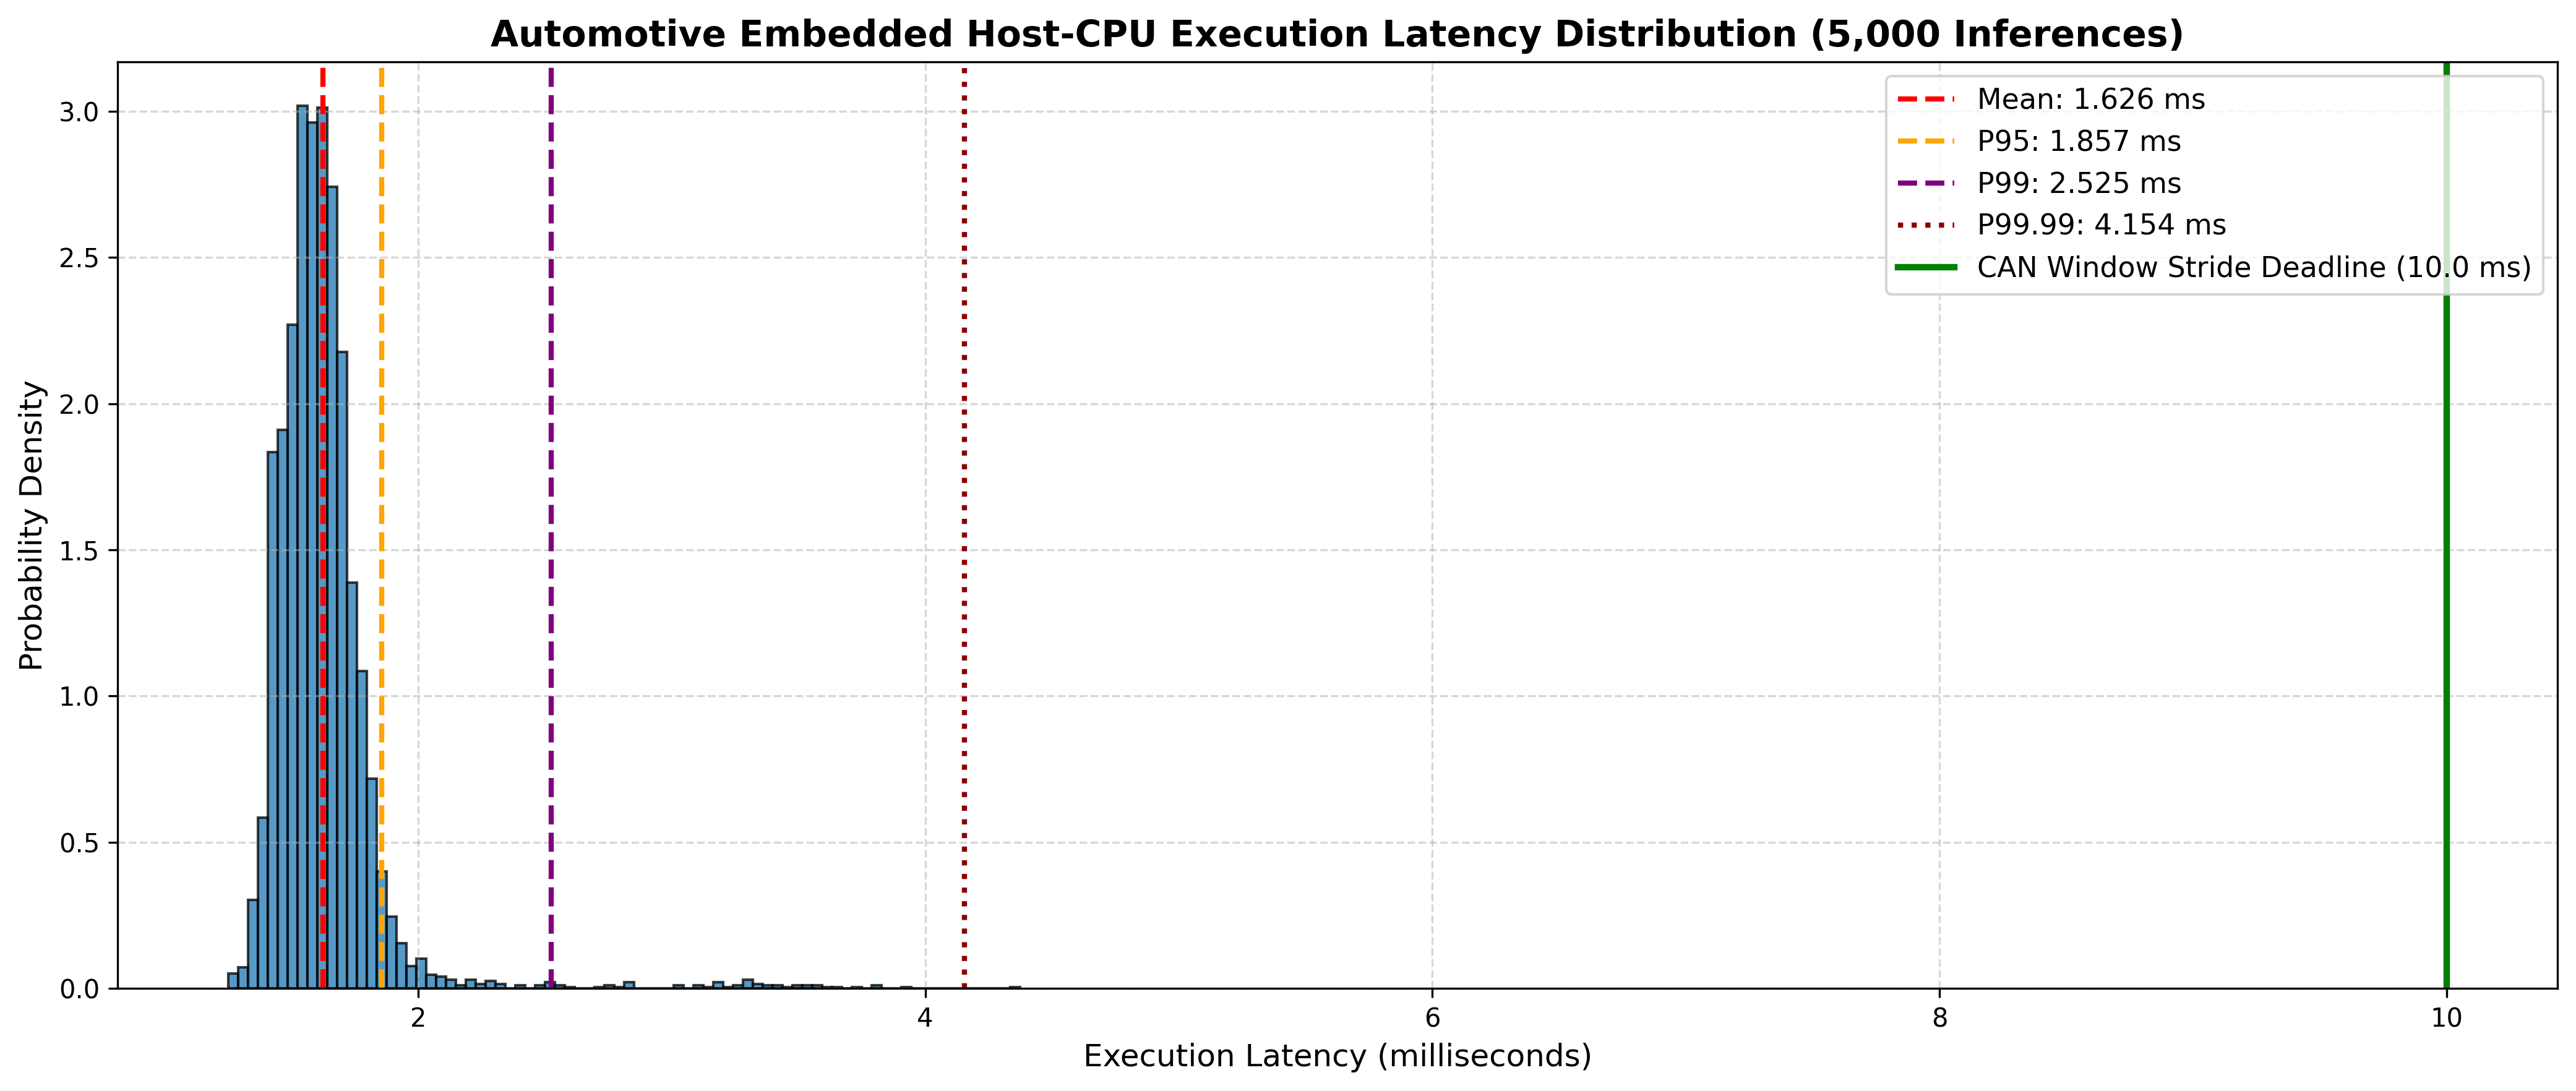 Automotive Embedded Host-CPU Execution Latency Distribution (5,000 Inferences)
Mean: 1.626 ms
P95: 1.857 ms
P99: 2.525 ms
P99.99: 4.154 ms
CAN Window Stride Deadline (10.0 ms)
Probability Density
3.0
2.5
2.0
1.5
1.0
0.5
0.0
2 4 6 8 10
Execution Latency (milliseconds)